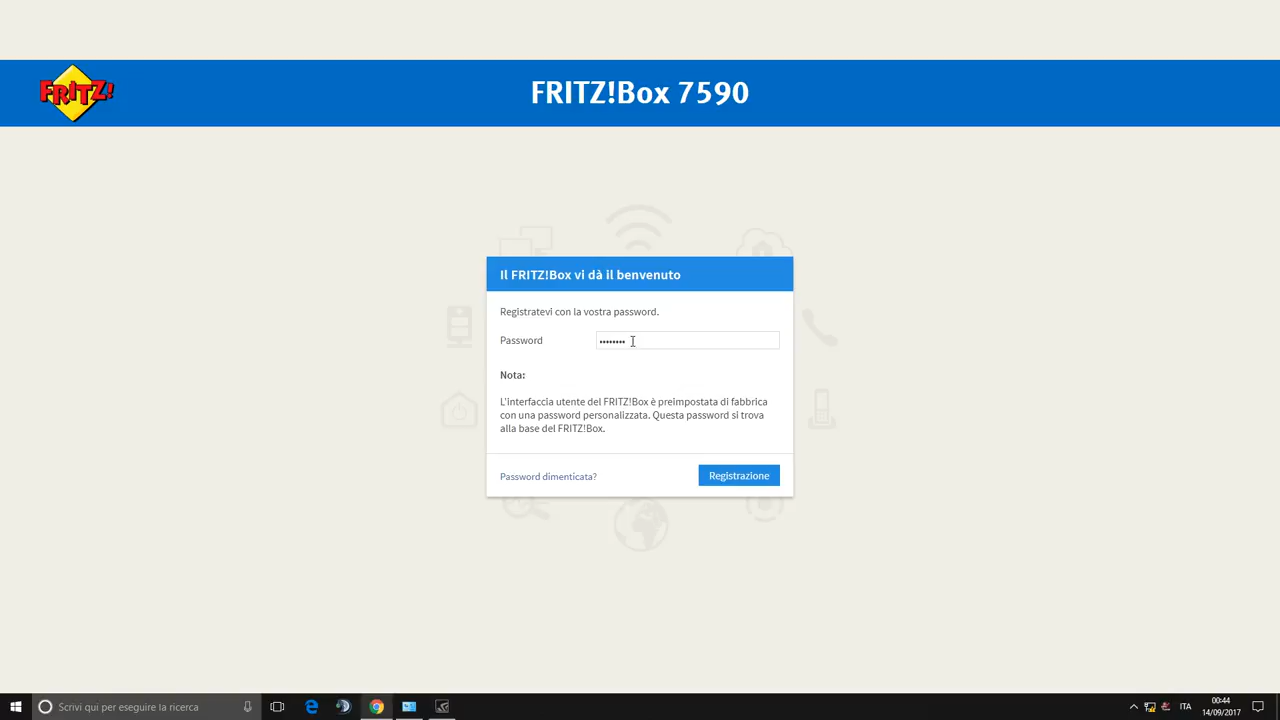 FRITZ!
FRITZ!Box 7590
Il FRITZ!Box vi dà il benvenuto
Registratevi con la vostra password.
Password ••••••••
Nota:
L'interfaccia utente del FRITZ!Box è preimpostata di fabbrica
con una password personalizzata. Questa password si trova
alla base del FRITZ!Box.
Password dimenticata?
Registrazione
Scrivi qui per eseguire la ricerca
ITA
00:44
14/09/2017